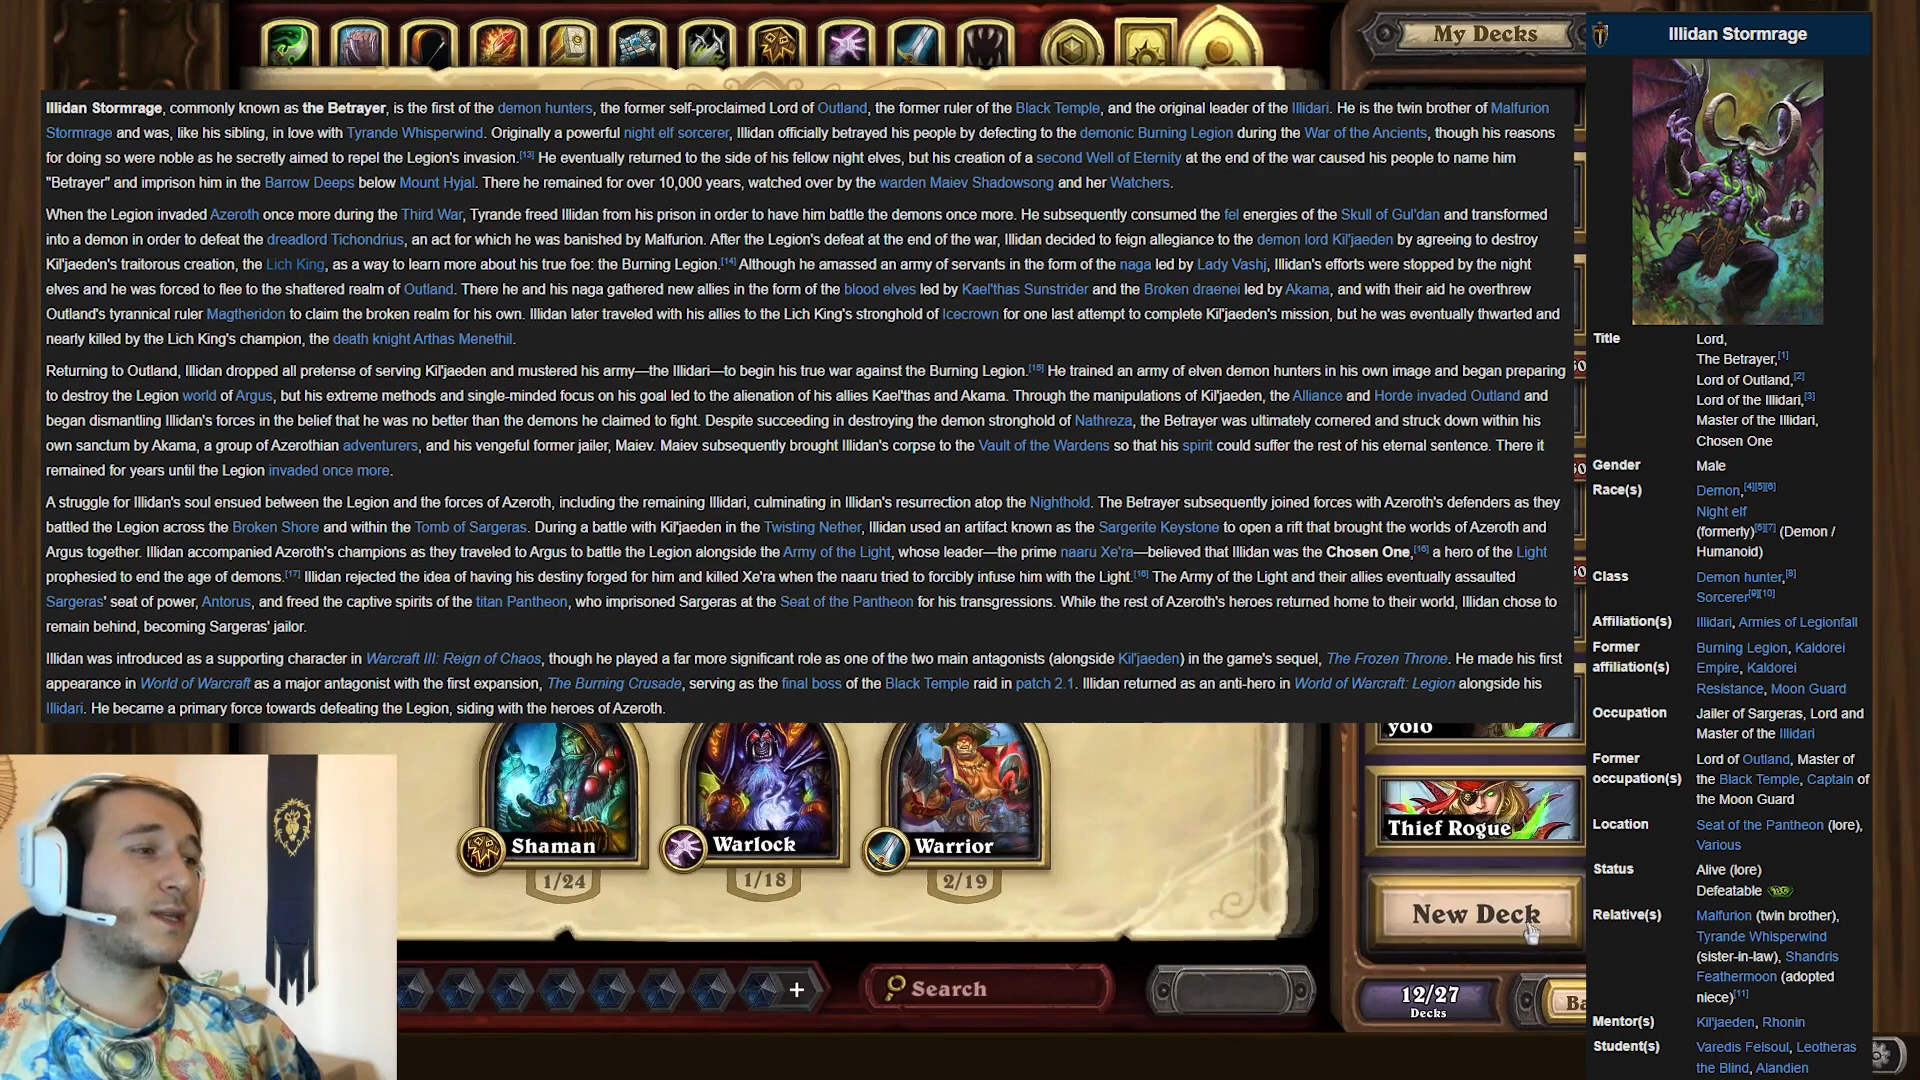 My Decks
Illidan Stormrage
Illidan Stormrage, commonly known as the Betrayer, is the first of the demon hunters, the former self-proclaimed Lord of Outland, the former ruler of the Black Temple, and the original leader of the Illidari. He is the twin brother of Malfurion
Stormrage and was, like his sibling, in love with Tyrande Whisperwind. Originally a powerful night elf sorcerer, Illidan officially betrayed his people by defecting to the demonic Burning Legion during the War of the Ancients, though his reasons
for doing so were noble as he secretly aimed to repel the Legion's invasion.[13] He eventually returned to the side of his fellow night elves, but his creation of a second Well of Eternity at the end of the war caused his people to name him
"Betrayer" and imprison him in the Barrow Deeps below Mount Hyjal. There he remained for over 10,000 years, watched over by the warden Maiev Shadowsong and her Watchers.
When the Legion invaded Azeroth once more during the Third War, Tyrande freed Illidan from his prison in order to have him battle the demons once more. He subsequently consumed the fel energies of the Skull of Gul'dan and transformed
into a demon in order to defeat the dreadlord Tichondrius, an act for which he was banished by Malfurion. After the Legion's defeat at the end of the war, Illidan decided to feign allegiance to the demon lord Kil'jaeden by agreeing to destroy
Kil'jaeden's traitorous creation, the Lich King, as a way to learn more about his true foe: the Burning Legion.[14] Although he amassed an army of servants in the form of the naga led by Lady Vashj, Illidan's efforts were stopped by the night
elves and he was forced to flee to the shattered realm of Outland. There he and his naga gathered new allies in the form of the blood elves led by Kael'thas Sunstrider and the Broken draenei led by Akama, and with their aid he overthrew
Outland's tyrannical ruler Magtheridon to claim the broken realm for his own. Illidan later traveled with his allies to the Lich King's stronghold of Icecrown for one last attempt to complete Kil'jaeden's mission, but he was eventually thwarted and
nearly killed by the Lich King's champion, the death knight Arthas Menethil.
Returning to Outland, Illidan dropped all pretense of serving Kil'jaeden and mustered his army—the Illidari—to begin his true war against the Burning Legion.[15] He trained an army of elven demon hunters in his own image and began preparing
to destroy the Legion world of Argus, but his extreme methods and single-minded focus on his goal led to the alienation of his allies Kael'thas and Akama. Through the manipulations of Kil'jaeden, the Alliance and Horde invaded Outland and
began dismantling Illidan's forces in the belief that he was no better than the demons he claimed to fight. Despite succeeding in destroying the demon stronghold of Nathreza, the Betrayer was ultimately cornered and struck down within his
own sanctum by Akama, a group of Azerothian adventurers, and his vengeful former jailer, Maiev. Maiev subsequently brought Illidan's corpse to the Vault of the Wardens so that his spirit could suffer the rest of his eternal sentence. There it
remained for years until the Legion invaded once more.
A struggle for Illidan's soul ensued between the Legion and the forces of Azeroth, including the remaining Illidari, culminating in Illidan's resurrection atop the Nighthold. The Betrayer subsequently joined forces with Azeroth's defenders as they
battled the Legion across the Broken Shore and within the Tomb of Sargeras. During a battle with Kil'jaeden in the Twisting Nether, Illidan used an artifact known as the Sargerite Keystone to open a rift that brought the worlds of Azeroth and
Argus together. Illidan accompanied Azeroth's champions as they traveled to Argus to battle the Legion alongside the Army of the Light, whose leader—the prime naaru Xe'ra—believed that Illidan was the Chosen One,[16] a hero of the Light
prophesied to end the age of demons.[17] Illidan rejected the idea of having his destiny forged for him and killed Xe'ra when the naaru tried to forcibly infuse him with the Light.[16] The Army of the Light and their allies eventually assaulted
Sargeras' seat of power, Antorus, and freed the captive spirits of the titan Pantheon, who imprisoned Sargeras at the Seat of the Pantheon for his transgressions. While the rest of Azeroth's heroes returned home to their world, Illidan chose to
remain behind, becoming Sargeras' jailor.
Illidan was introduced as a supporting character in Warcraft III: Reign of Chaos, though he played a far more significant role as one of the two main antagonists (alongside Kil'jaeden) in the game's sequel, The Frozen Throne. He made his first
appearance in World of Warcraft as a major antagonist with the first expansion, The Burning Crusade, serving as the final boss of the Black Temple raid in patch 2.1. Illidan returned as an anti-hero in World of Warcraft: Legion alongside his
Illidari. He became a primary force towards defeating the Legion, siding with the heroes of Azeroth.
Title Lord,
The Betrayer,[1]
Lord of Outland,[2]
Lord of the Illidari,[3]
Master of the Illidari,
Chosen One
Gender Male
Race(s) Demon,[4][5][6]
Night elf
(formerly)[5][7] (Demon /
Humanoid)
Class Demon hunter,[8]
Sorcerer[9][10]
Affiliation(s) Illidari, Armies of Legionfall
Former affiliation(s) Burning Legion, Kaldorei
Empire, Kaldorei
Resistance, Moon Guard
Occupation Jailer of Sargeras, Lord and
Master of the Illidari
Former occupation(s) Lord of Outland, Master of
the Black Temple, Captain of
the Moon Guard
Location Seat of the Pantheon (lore),
Various
Status Alive (lore)
Defeatable
Relative(s) Malfurion (twin brother),
Tyrande Whisperwind
(sister-in-law), Shandris
Feathermoon (adopted
niece)[11]
Mentor(s) Kil'jaeden, Rhonin
Student(s) Varedis Felsoul, Leotheras
the Blind, Alandien
yolo
Thief Rogue
New Deck
12/27
Decks
Ba
Shaman
1/24
Warlock
1/18
Warrior
2/19
+
Search